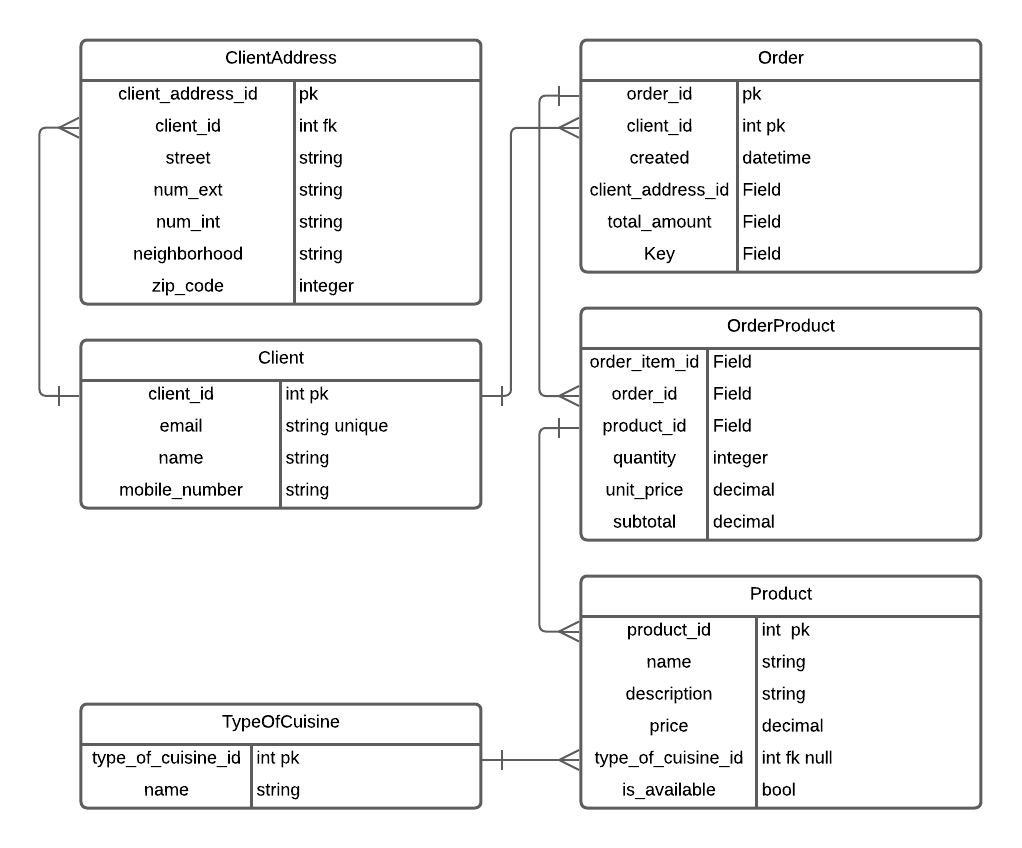 ClientAddress
client_address_id pk
client_id int fk
street string
num_ext string
num_int string
neighborhood string
zip_code integer
Client
client_id int pk
email string unique
name string
mobile_number string
TypeOfCuisine
type_of_cuisine_id int pk
name string
Order
order_id pk
client_id int pk
created datetime
client_address_id Field
total_amount Field
Key Field
OrderProduct
order_item_id Field
order_id Field
product_id Field
quantity integer
unit_price decimal
subtotal decimal
Product
product_id int pk
name string
description string
price decimal
type_of_cuisine_id int fk null
is_available bool